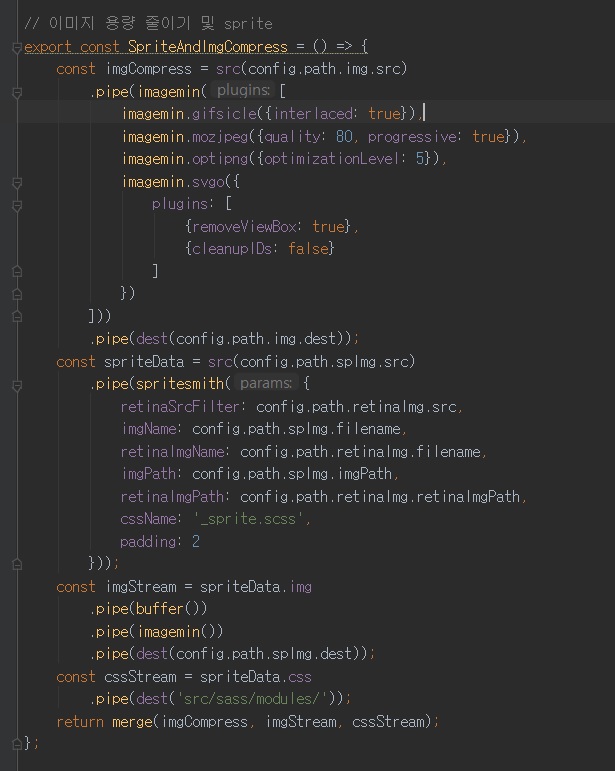 // 이미지 용량 줄이기 및 sprite
export const SpriteAndImgCompress = () => {
const imgCompress = src(config.path.img.src)
.pipe(imagemin( plugins: [
imagemin.gifsicle({interlaced: true}),
imagemin.mozjpeg({quality: 80, progressive: true}),
imagemin.optipng({optimizationLevel: 5}),
imagemin.svgo({
plugins: [
{removeViewBox: true},
{cleanupIDs: false}
]
})
]))
.pipe(dest(config.path.img.dest));
const spriteData = src(config.path.spImg.src)
.pipe(spritesmith( params: {
retinaSrcFilter: config.path.retinaImg.src,
imgName: config.path.spImg.filename,
retinaImgName: config.path.retinaImg.filename,
imgPath: config.path.spImg.imgPath,
retinaImgPath: config.path.retinaImg.retinaImgPath,
cssName: '_sprite.scss',
padding: 2
}));
const imgStream = spriteData.img
.pipe(buffer())
.pipe(imagemin())
.pipe(dest(config.path.spImg.dest));
const cssStream = spriteData.css
.pipe(dest('src/sass/modules/'));
return merge(imgCompress, imgStream, cssStream);
};